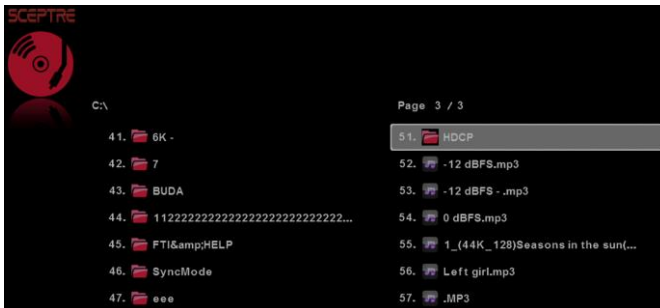 SCEPTRE
C:\
Page 3 / 3
41. 6K -
42. 7
43. BUDA
44. 1122222222222222222222222222...
45. FTI&amp;HELP
46. SyncMode
47. eee
51. HDCP
52. -12 dBFS.mp3
53. -12 dBFS - .mp3
54. 0 dBFS.mp3
55. 1_(44K_128)Seasons in the sun(...
56. Left girl.mp3
57. .MP3